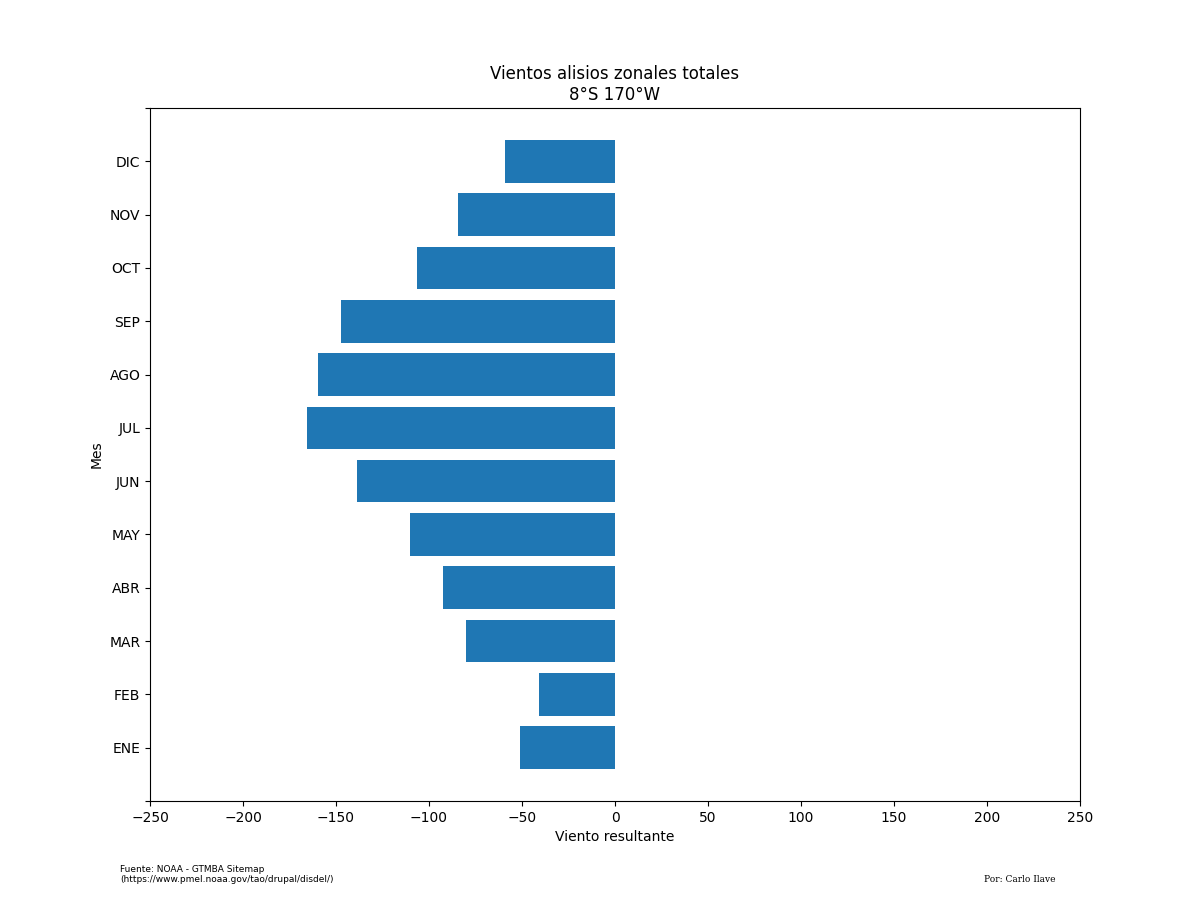 Vientos alisios zonales totales
8°S 170°W
DIC
NOV
OCT
SEP
AGO
JUL
JUN
MAY
ABR
MAR
FEB
ENE
Mes
−250 −200 −150 −100 −50 0 50 100 150 200 250
Viento resultante
Fuente: NOAA - GTMBA Sitemap
(https://www.pmel.noaa.gov/tao/drupal/disdel/)
Por: Carlo Ilave